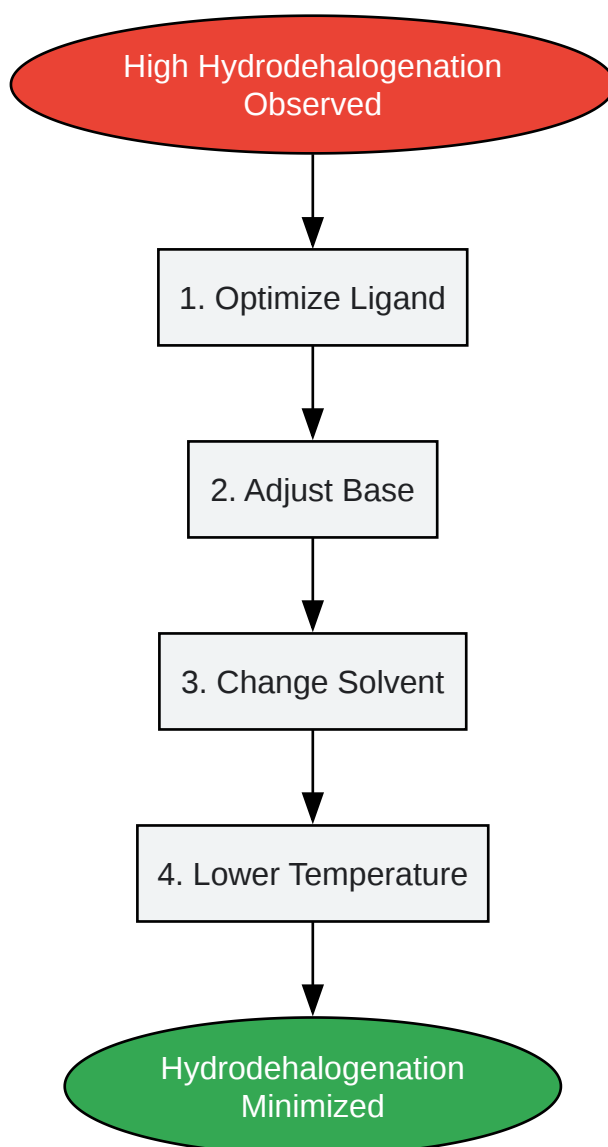 High Hydrodehalogenation
Observed
1. Optimize Ligand
2. Adjust Base
3. Change Solvent
4. Lower Temperature
Hydrodehalogenation
Minimized